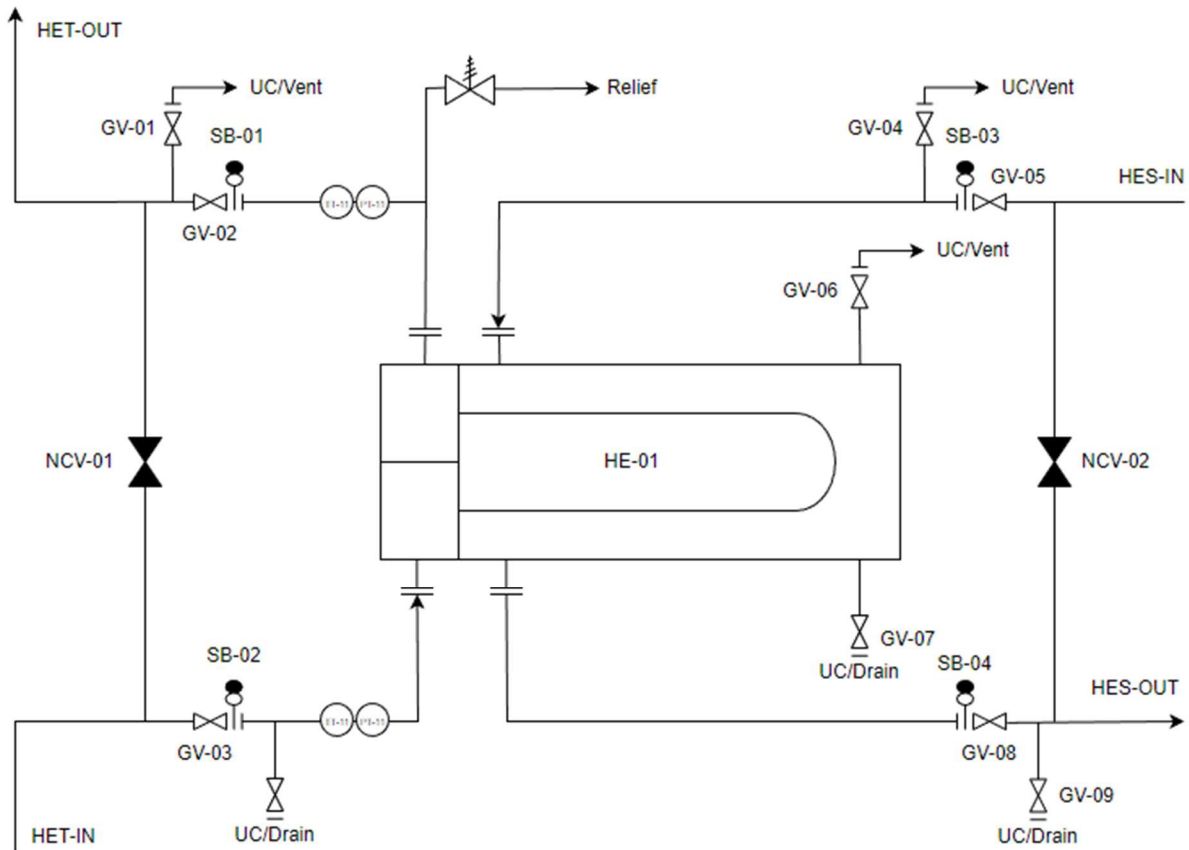 HET-OUT
UC/Vent
Relief
UC/Vent
GV-01
SB-01
GV-04
SB-03
GV-05
HES-IN
GV-02
UC/Vent
GV-06
NCV-01
HE-01
NCV-02
SB-02
GV-07
SB-04
UC/Drain
HES-OUT
GV-03
GV-08
GV-09
HET-IN
UC/Drain
UC/Drain